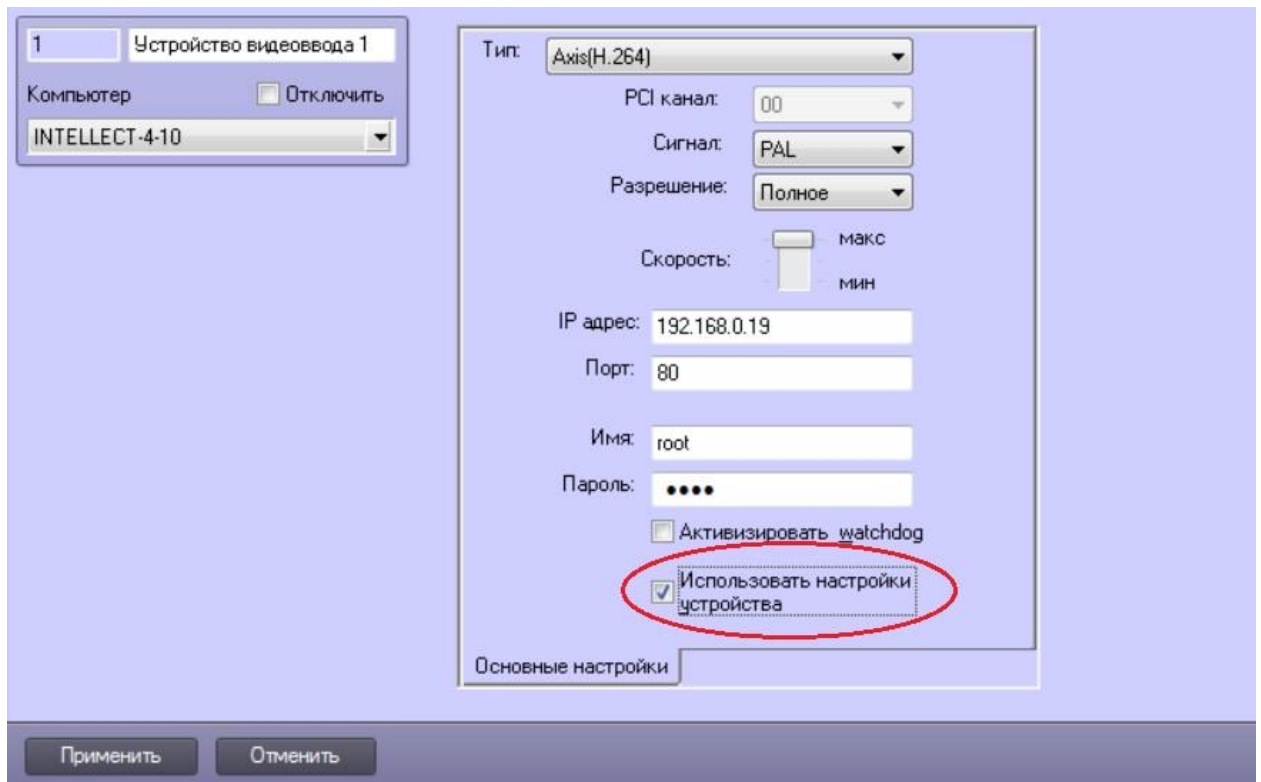 1 Устройство видеоввода 1
Компьютер Отключить
INTELLECT-4-10
Тип: Axis(H.264)
PCI канал: 00
Сигнал: PAL
Разрешение: Полное
макс
Скорость:
мин
IP адрес: 192.168.0.19
Порт: 80
Имя: root
Пароль: ••••
Активизировать watchdog
Использовать настройки
устройства
Основные настройки
Применить Отменить